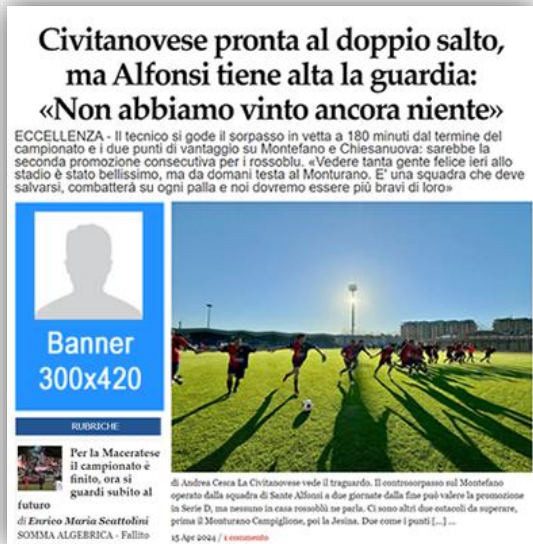 Civitanovese pronta al doppio salto,
ma Alfonsi tiene alta la guardia:
«Non abbiamo vinto ancora niente»
ECCELLENZA - Il tecnico si gode il sorpasso in vetta a 180 minuti dal termine del
campionato e i due punti di vantaggio su Montefano e Chiesanuova: sarebbe la
seconda promozione consecutiva per i rossoblu. «Vedere tanta gente felice ieri allo
stadio è stato bellissimo, ma da domani testa al Monturano. E' una squadra che deve
salvarsi, combatterà su ogni palla e noi dovremo essere più bravi di loro»
Banner
300x420
RUBRICHE
Per la Maceratese
il campionato è
finito, ora si
guardi subito al
futuro
di Enrico Maria Scattolini
SOMMA ALGEBRICA - Fallito
di Andrea Cesca La Civitanovese vede il traguardo. Il controsorpasso sul Montefano
operato dalla squadra di Sante Alfonsi a due giornate dalla fine può valere la promozione
in Serie D, ma nessuno in casa rossoblù ne parla. Ci sono altri due ostacoli da superare,
prima il Monturano Campiglione, poi la Jesina. Due come i punti [...] ...
15 Apr 2024 / 1 commento